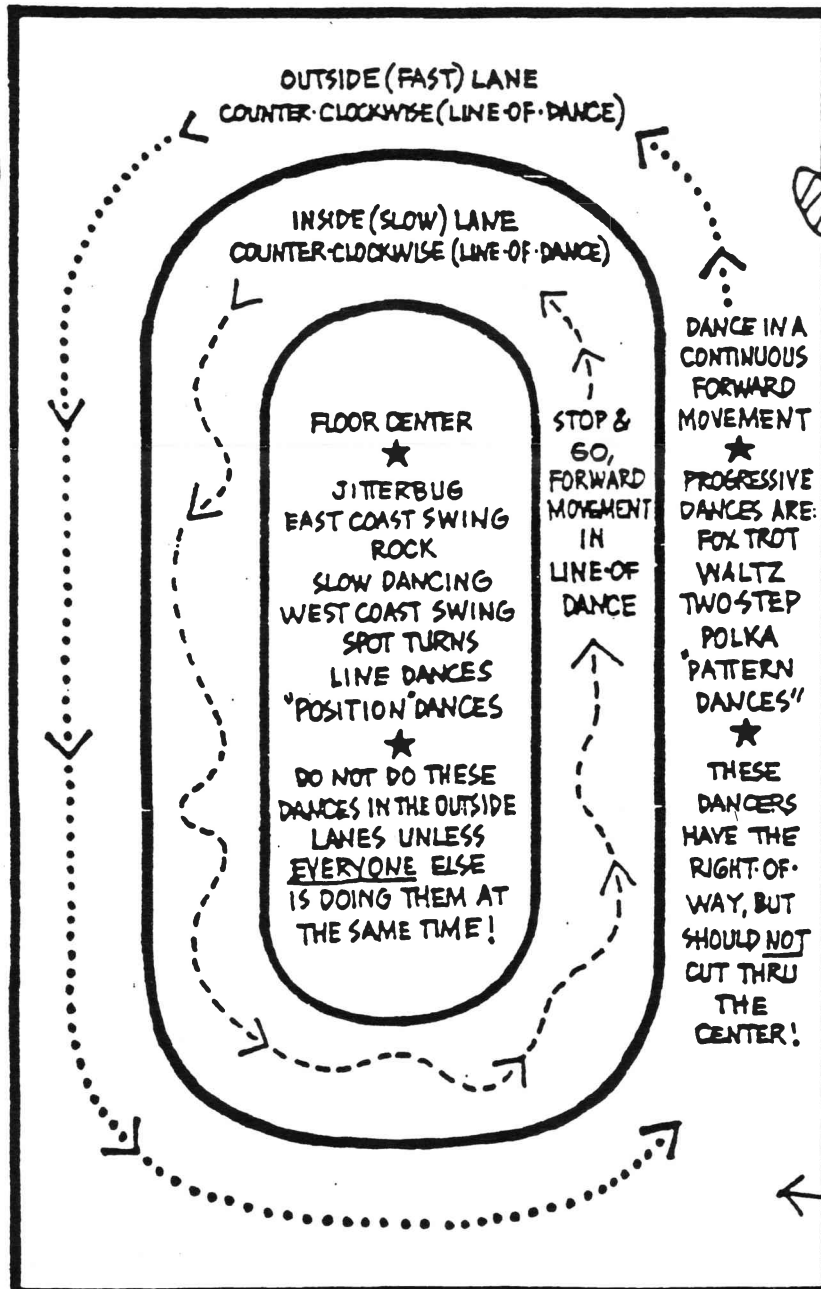 OUTSIDE (FAST) LANE
COUNTER-CLOCKWISE (LINE-OF-DANCE)
INSIDE (SLOW) LANE
COUNTER-CLOCKWISE (LINE-OF-DANCE)
FLOOR CENTER
★
JITTERBUG
EAST COAST SWING
ROCK
SLOW DANCING
WEST COAST SWING
SPOT TURNS
LINE DANCES
"POSITION" DANCES
★
DO NOT DO THESE
DANCES IN THE OUTSIDE
LANES UNLESS
EVERYONE ELSE
IS DOING THEM AT
THE SAME TIME!
STOP &
GO,
FORWARD
MOVEMENT
IN
LINE-OF
DANCE
DANCE IN A
CONTINUOUS
FORWARD
MOVEMENT
★
PROGRESSIVE
DANCES ARE:
FOX TROT
WALTZ
TWO-STEP
POLKA
"PATTERN
DANCES"
★
THESE
DANCERS
HAVE THE
RIGHT-OF-
WAY, BUT
SHOULD NOT
CUT THRU
THE
CENTER!